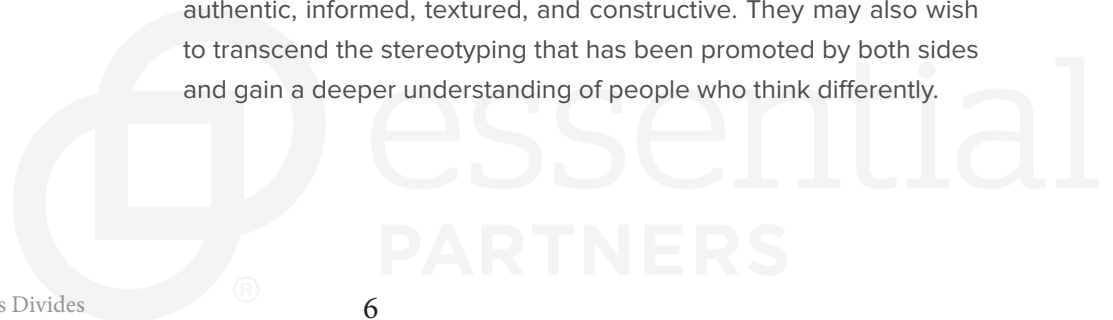 authentic, informed, textured, and constructive. They may also wish
to transcend the stereotyping that has been promoted by both sides
and gain a deeper understanding of people who think differently.
essential
PARTNERS
®
s Divides
6